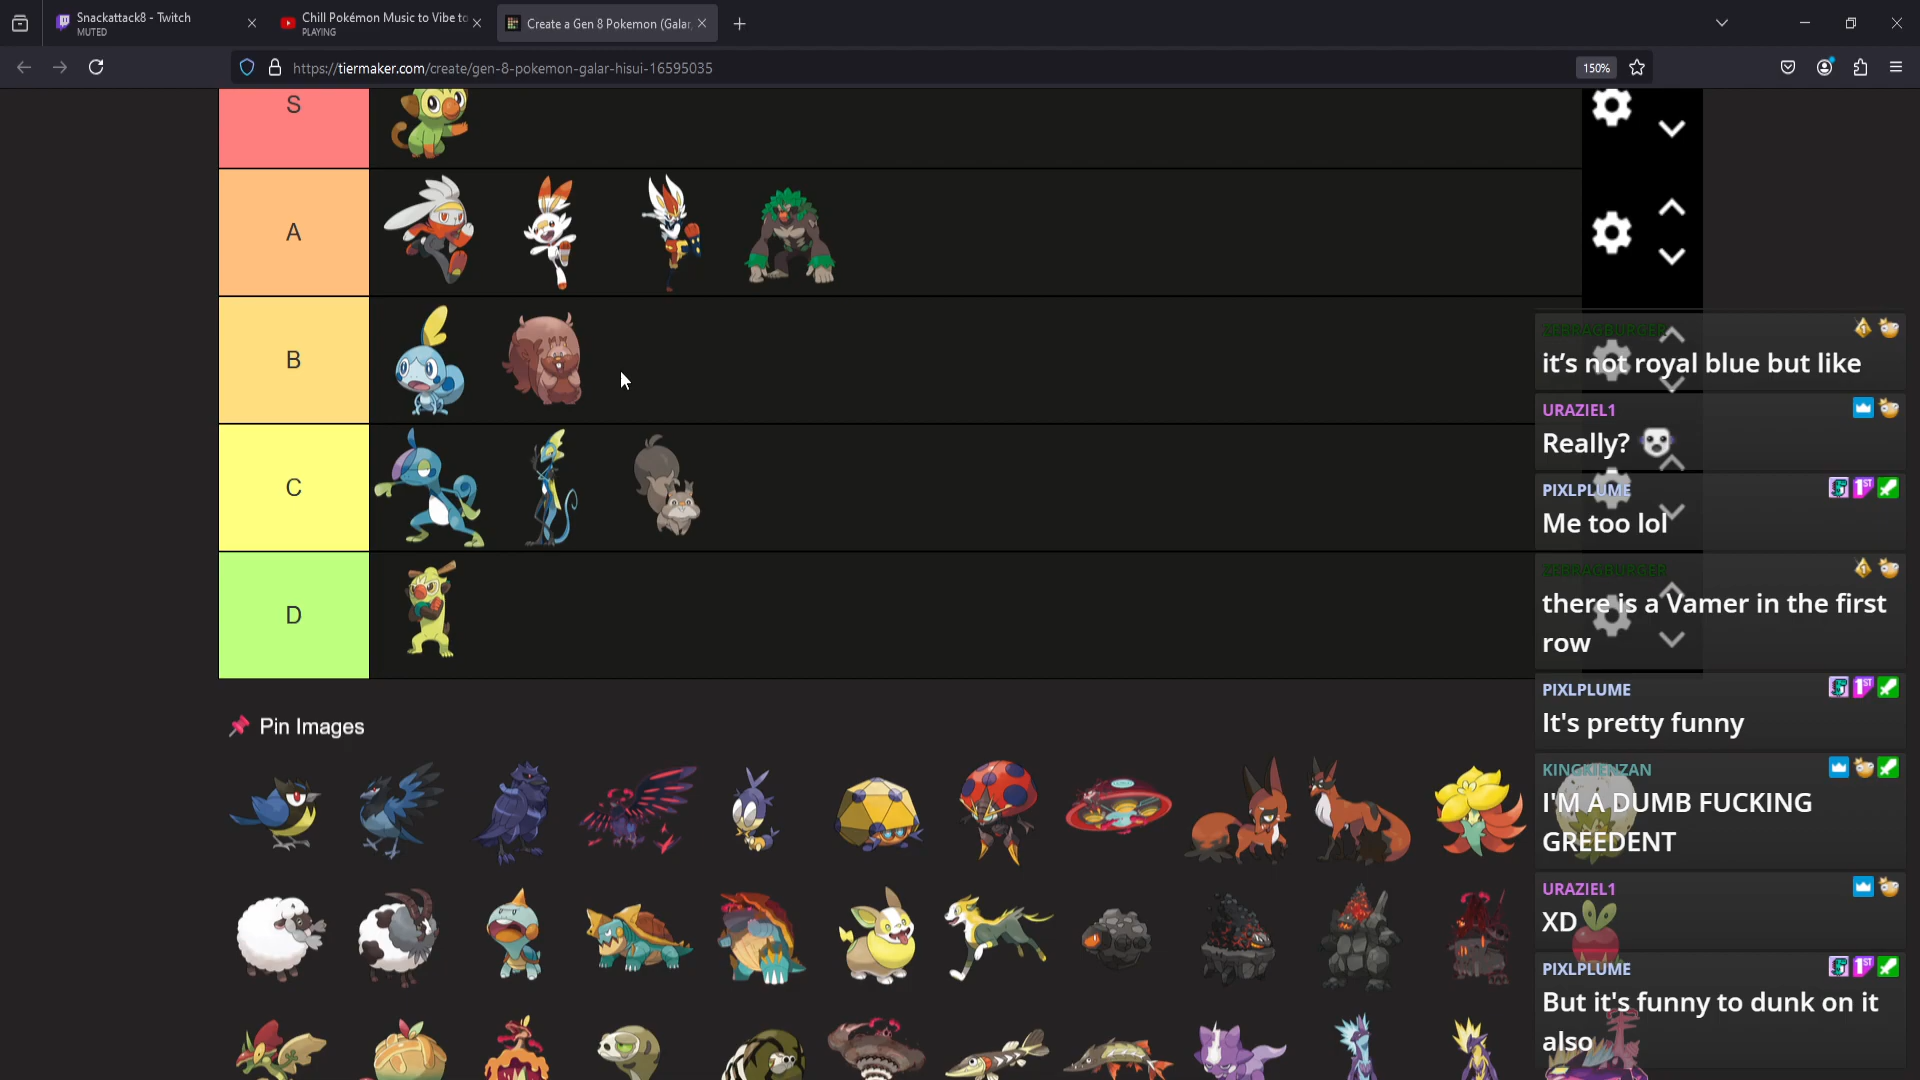 Snackattack8 - Twitch
MUTED
Chill Pokémon Music to Vibe to
PLAYING
Create a Gen 8 Pokemon (Galar,
https://tiermaker.com/create/gen-8-pokemon-galar-hisui-16595035
150%
S
A
B
C
D
Pin Images
ZEBRAGBURGER
it's not royal blue but like
URAZIEL1
Really?
PIXLPLUME
Me too lol
ZEBRAGBURGER
there is a Vamer in the first
row
PIXLPLUME
It's pretty funny
KINGKIENZAN
I'M A DUMB FUCKING
GREEDENT
URAZIEL1
XD
PIXLPLUME
But it's funny to dunk on it
also